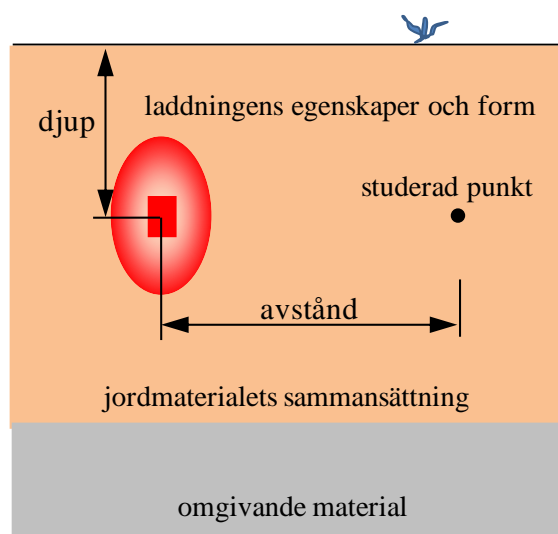 laddningens egenskaper och form
djup
studerad punkt
avstånd
jordmaterialets sammansättning
omgivande material